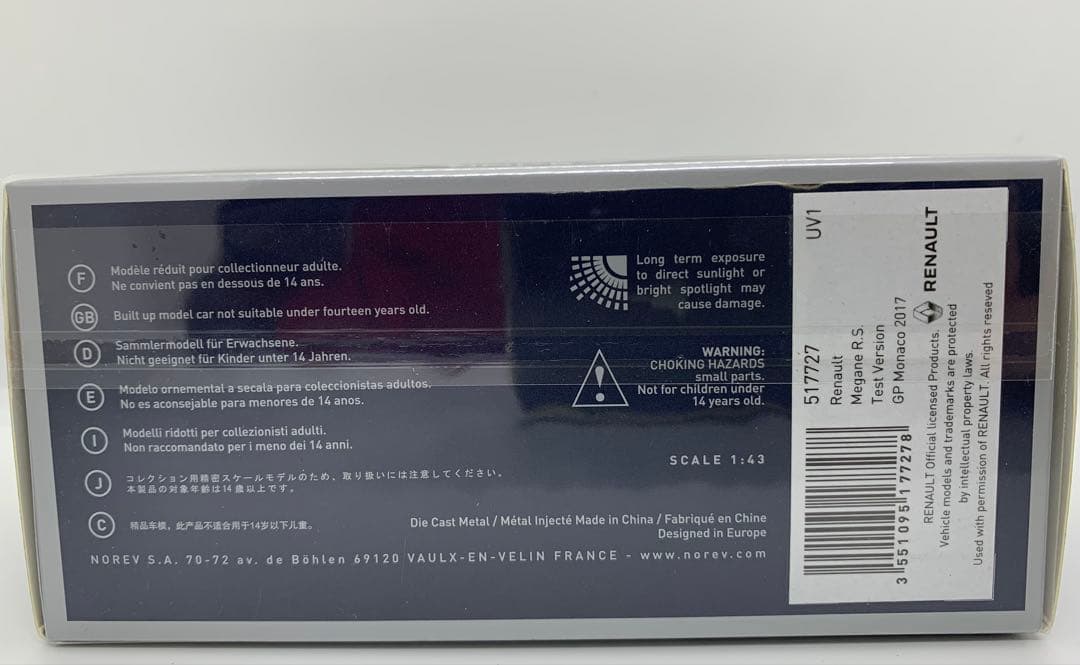 F
Modèle réduit pour collectionneur adulte.
Ne convient pas en dessous de 14 ans.
GB
Built up model car not suitable under fourteen years old.
D
Sammlermodell für Erwachsene.
Nicht geeignet für Kinder unter 14 Jahren.
E
Modelo ornemental a secala para coleccionistas adultos.
No es aconsejable para menores de 14 anos.
I
Modelli ridotti per collezionisti adulti.
Non raccomandato per i meno dei 14 anni.
J
コレクション用精密スケールモデルのため、取り扱いには注意してください。
本製品の対象年齢は14歳以上です。
C
精品车模，此产品不适合用于14岁以下儿童。
Long term exposure
to direct sunlight or
bright spotlight may
cause damage.
WARNING:
CHOKING HAZARDS
small parts.
Not for children under
14 years old.
SCALE 1:43
Die Cast Metal / Métal Injecté Made in China / Fabriqué en Chine
Designed in Europe
NOREV S.A. 70-72 av. de Böhlen 69120 VAULX-EN-VELIN FRANCE - www.norev.com
517727 UV1
Renault
Megane R.S.
Test Version
GP Monaco 2017
3 551095 177278
RENAULT
RENAULT Official licensed Products.
Vehicle models and trademarks are protected
by intellectual property laws.
Used with permission of RENAULT. All rights reseved